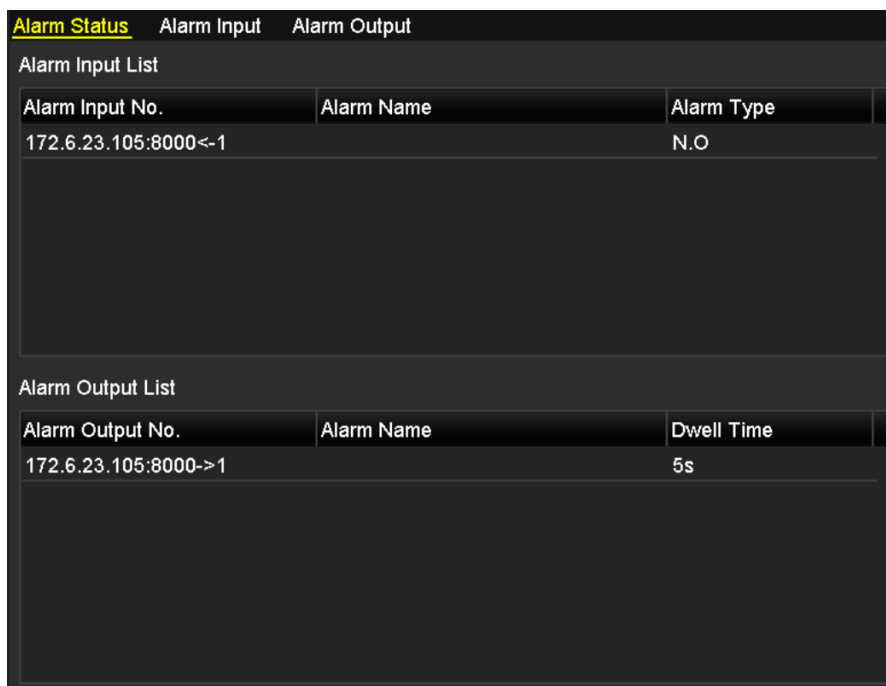 Alarm Status Alarm Input Alarm Output
Alarm Input List
Alarm Input No. Alarm Name Alarm Type
172.6.23.105:8000<-1 N.O
Alarm Output List
Alarm Output No. Alarm Name Dwell Time
172.6.23.105:8000->1 5s